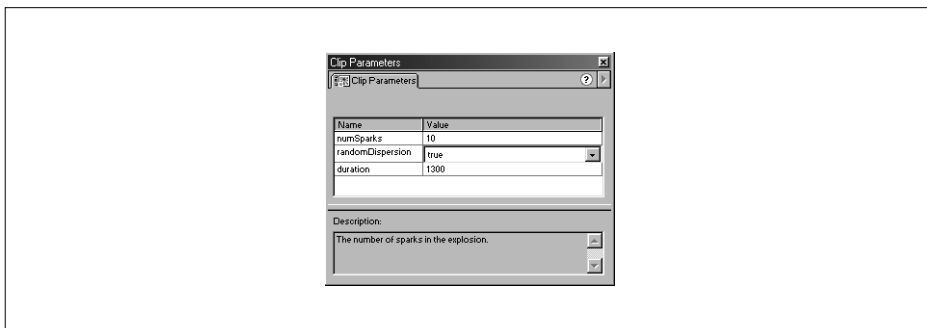 Clip Parameters
Clip Parameters ?
Name Value
numSparks 10
randomDispersion true
duration 1300
Description:
The number of sparks in the explosion.